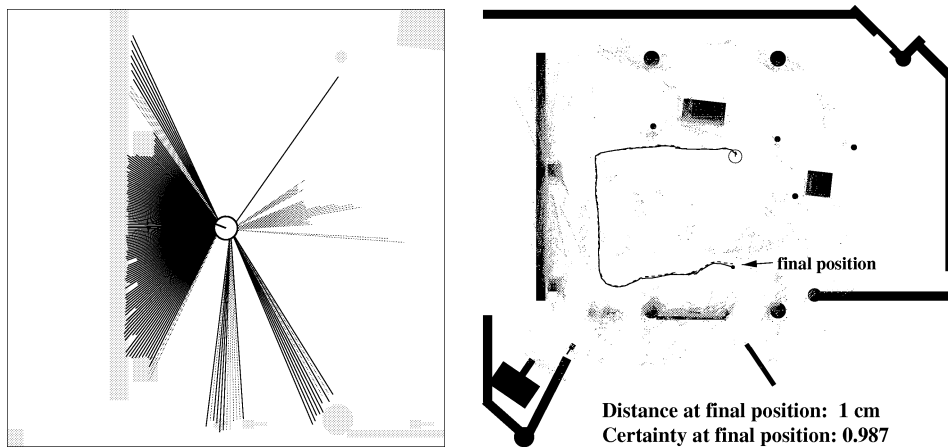 final position
Distance at final position: 1 cm
Certainty at final position: 0.987